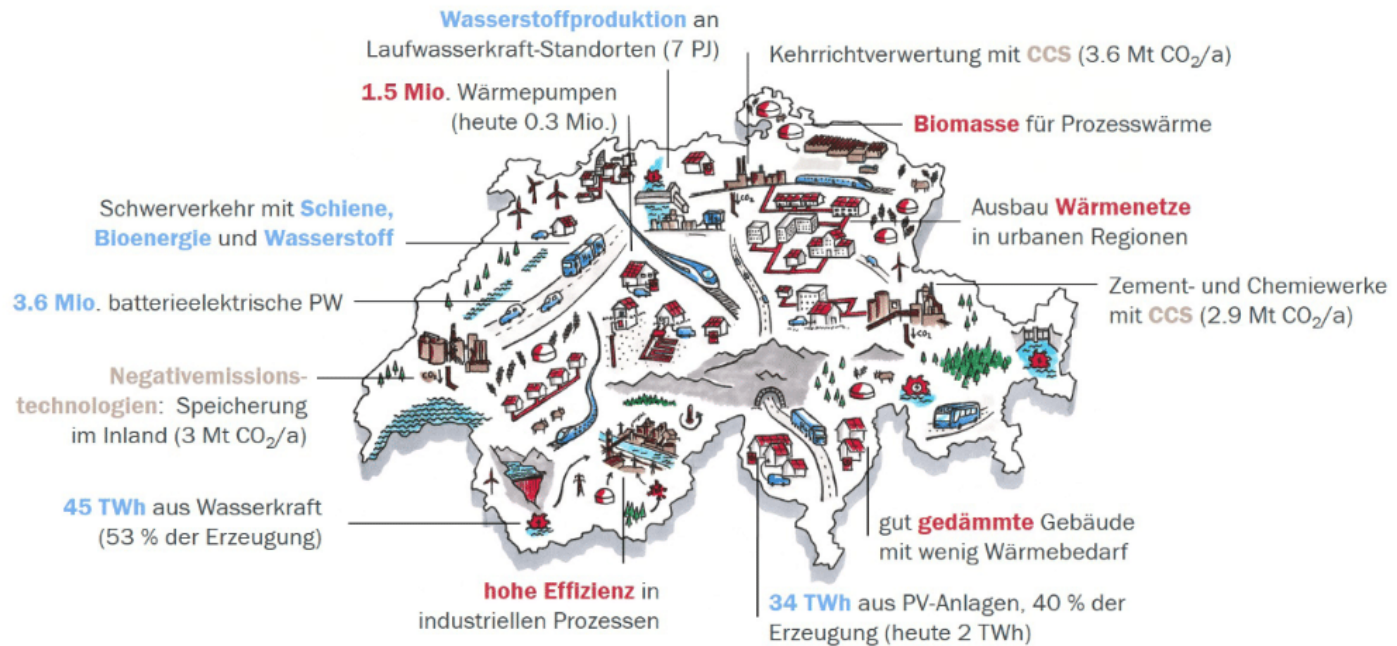 Wasserstoffproduktion an
Laufwasserkraft-Standorten (7 PJ)
Kehrrichtverwertung mit CCS (3.6 Mt CO₂/a)
1.5 Mio. Wärmepumpen
(heute 0.3 Mio.)
Biomasse für Prozesswärme
Schwerverkehr mit Schiene,
Bioenergie und Wasserstoff
Ausbau Wärmenetze
in urbanen Regionen
3.6 Mio. batterieelektrische PW
Zement- und Chemiewerke
mit CCS (2.9 Mt CO₂/a)
Negativemissions-
technologien: Speicherung
im Inland (3 Mt CO₂/a)
45 TWh aus Wasserkraft
(53 % der Erzeugung)
gut gedämmte Gebäude
mit wenig Wärmebedarf
hohe Effizienz in
industriellen Prozessen
34 TWh aus PV-Anlagen, 40 % der
Erzeugung (heute 2 TWh)
CO₂
CO₂
CO₂